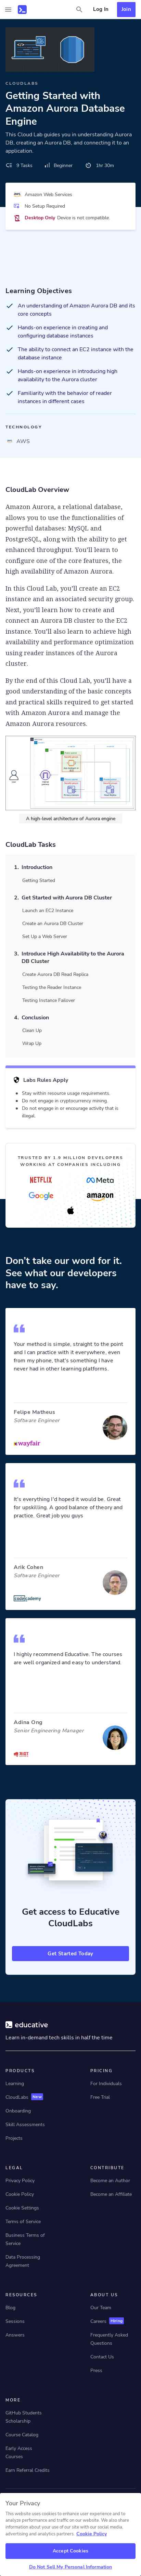 Log In
Join
CLOUDLABS
Getting Started with
Amazon Aurora Database
Engine
This Cloud Labs guides you in understanding Aurora
DB, creating an Aurora DB, and connecting it to an
application.
9 Tasks
Beginner
1hr 30m
Amazon Web Services
No Setup Required
Desktop Only Device is not compatible.
Learning Objectives
An understanding of Amazon Aurora DB and its
core concepts
Hands-on experience in creating and
configuring database instances
The ability to connect an EC2 instance with the
database instance
Hands-on experience in introducing high
availability to the Aurora cluster
Familiarity with the behavior of reader
instances in different cases
TECHNOLOGY
AWS
CloudLab Overview
Amazon Aurora, a relational database,
allows you to use the functionalities of
two standard databases: MySQL and
PostgreSQL, along with the ability to set up
automatic replication. You'll learn to
configure one of the core features, the
high availability of Amazon Aurora.
In this Cloud Lab, you'll create an EC2
instance and an associated security group.
Next, you'll learn how to create and
connect an Aurora DB cluster to the EC2
instance. You'll also learn to achieve high
availability and performance optimization
using reader instances of the Aurora
cluster.
By the end of this Cloud Lab, you'll have a
solid understanding of the basic concepts
and practical skills required to get started
with Amazon Aurora and manage the
Amazon Aurora resources.
A high-level architecture of Aurora engine
CloudLab Tasks
1. Introduction
Getting Started
2. Get Started with Aurora DB Cluster
Launch an EC2 Instance
Create an Aurora DB Cluster
Set Up a Web Server
3. Introduce High Availability to the Aurora
DB Cluster
Create Aurora DB Read Replica
Testing the Reader Instance
Testing Instance Failover
4. Conclusion
Clean Up
Wrap Up
Labs Rules Apply
Stay within resource usage requirements.
Do not engage in cryptocurrency mining.
Do not engage in or encourage activity that is
illegal.
TRUSTED BY 1.9 MILLION DEVELOPERS
WORKING AT COMPANIES INCLUDING
NETFLIX
Meta
Google
amazon
Don't take our word for it.
See what our developers
have to say.
Your method is simple, straight to the point
and I can practice with it everywhere, even
from my phone, that's something I have
never had in other learning platforms.
Felipe Matheus
Software Engineer
wayfair
It's everything I'd hoped it would be. Great
for upskilling. A good balance of theory and
practice. Great job you guys
Arik Cohen
Software Engineer
codecademy
I highly recommend Educative. The courses
are well organized and easy to understand.
Adina Ong
Senior Engineering Manager
RIOT
Get access to Educative
CloudLabs
Get Started Today
educative
Learn in-demand tech skills in half the time
PRODUCTS
Learning
CloudLabs New
Onboarding
Skill Assessments
Projects
PRICING
For Individuals
Free Trial
LEGAL
Privacy Policy
Cookie Policy
Cookie Settings
Terms of Service
Business Terms of
Service
Data Processing
Agreement
CONTRIBUTE
Become an Author
Become an Affiliate
RESOURCES
Blog
Sessions
Answers
ABOUT US
Our Team
Careers Hiring
Frequently Asked
Questions
Contact Us
Press
MORE
GitHub Students
Scholarship
Course Catalog
Early Access
Courses
Earn Referral Credits
Your Privacy
This website uses cookies to enhance user experience and to
analyze performance and traffic on our website. We also share
information about your use of our site with our social media and
advertising analytics partners. Cookie Policy
Accept Cookies
Do Not Sell My Personal Information